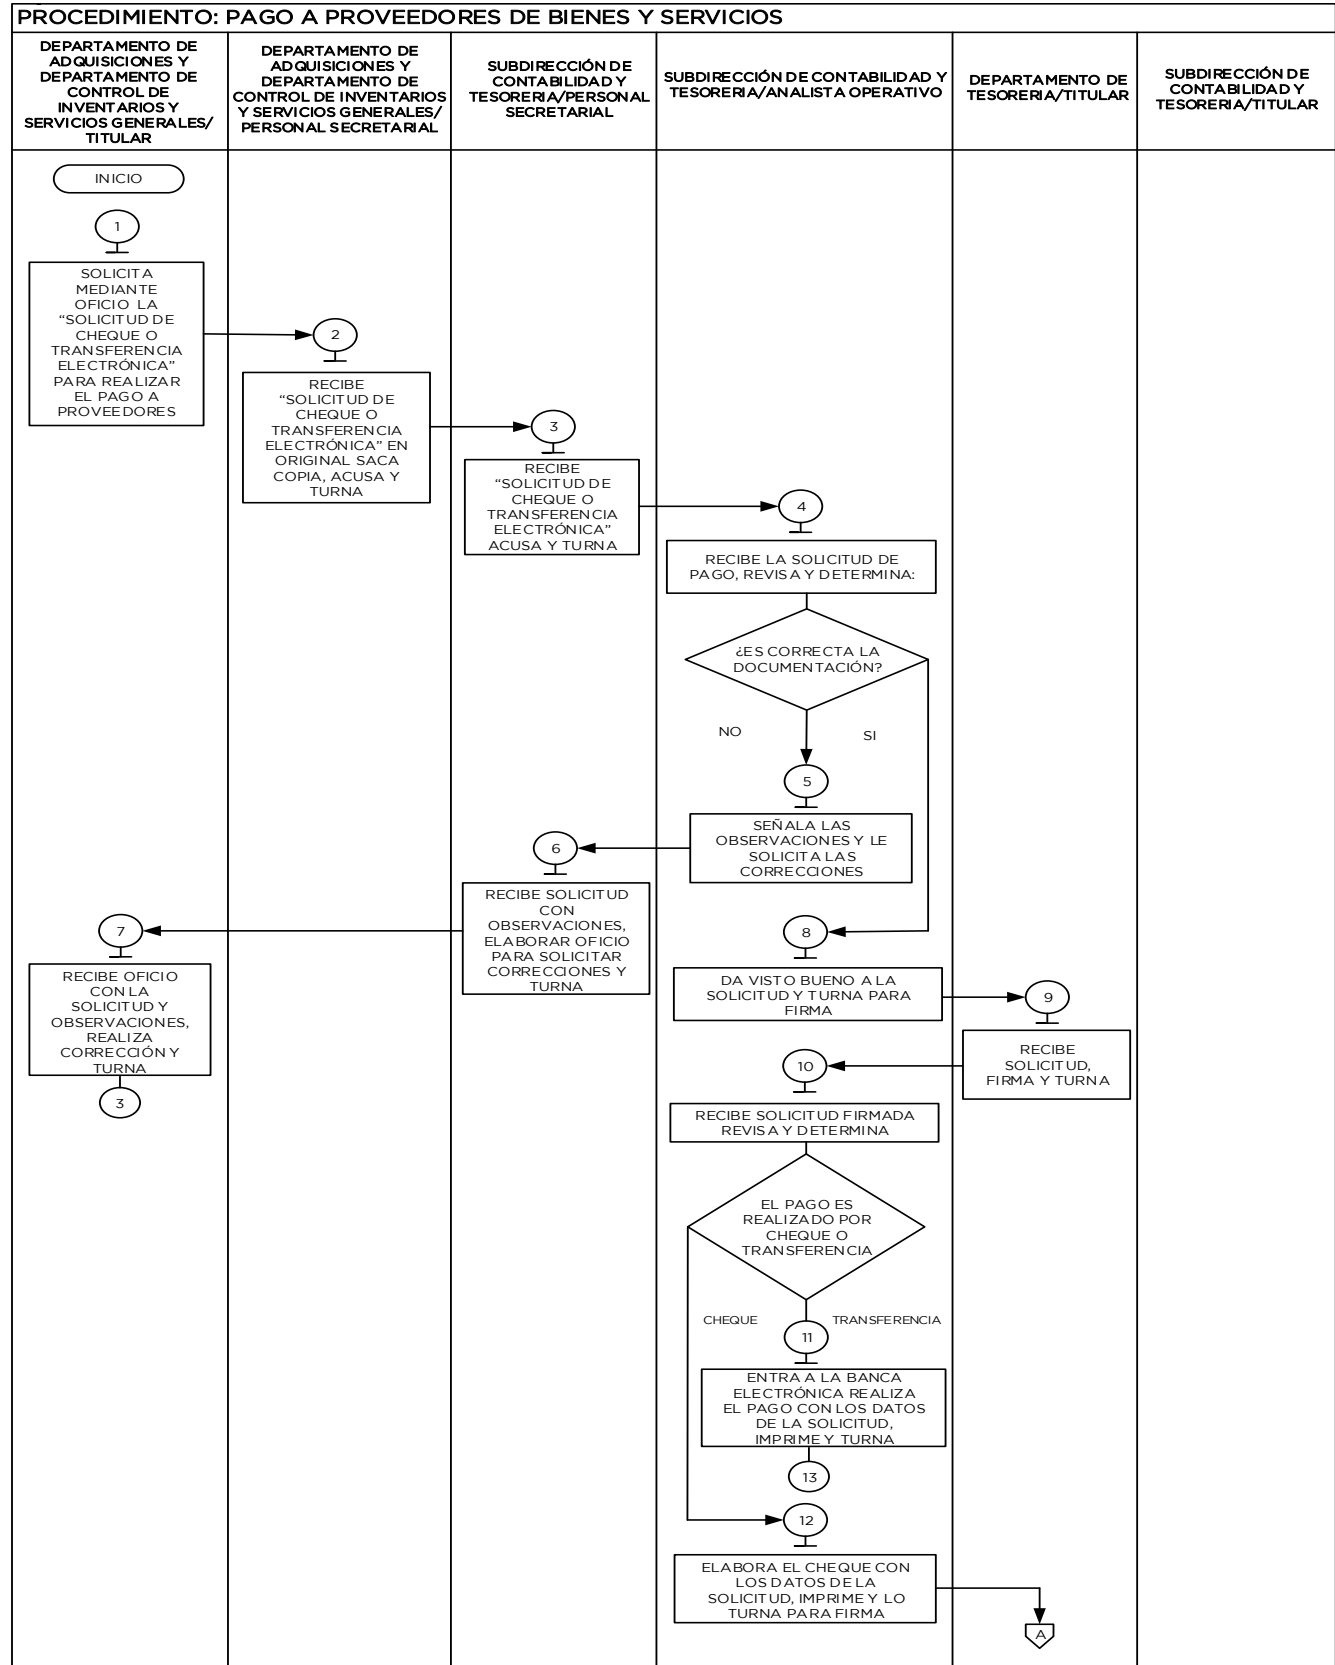 PROCEDIMIENTO: PAGO A PROVEEDORES DE BIENES Y SERVICIOS
DEPARTAMENTO DE
ADQUISICIONES Y
DEPARTAMENTO DE
CONTROL DE
INVENTARIOS Y
SERVICIOS GENERALES/
TITULAR
DEPARTAMENTO DE
ADQUISICIONES Y
DEPARTAMENTO DE
CONTROL DE INVENTARIOS
Y SERVICIOS GENERALES/
PERSONAL SECRETARIAL
SUBDIRECCIÓN DE
CONTABILIDAD Y
TESORERIA/PERSONAL
SECRETARIAL
SUBDIRECCIÓN DE CONTABILIDAD Y
TESORERIA/ANALISTA OPERATIVO
DEPARTAMENTO DE
TESORERIA/TITULAR
SUBDIRECCIÓN DE
CONTABILIDAD Y
TESORERIA/TITULAR
INICIO
1
SOLICITA
MEDIANTE
OFICIO LA
“SOLICITUD DE
CHEQUE O
TRANSFERENCIA
ELECTRÓNICA”
PARA REALIZAR
EL PAGO A
PROVEEDORES
2
RECIBE
“SOLICITUD DE
CHEQUE O
TRANSFERENCIA
ELECTRÓNICA” EN
ORIGINAL SACA
COPIA, ACUSA Y
TURNA
3
RECIBE
“SOLICITUD DE
CHEQUE O
TRANSFERENCIA
ELECTRÓNICA”
ACUSA Y TURNA
4
RECIBE LA SOLICITUD DE
PAGO, REVISA Y DETERMINA:
¿ES CORRECTA LA
DOCUMENTACIÓN?
NO
SI
5
SEÑALA LAS
OBSERVACIONES Y LE
SOLICITA LAS
CORRECCIONES
6
RECIBE SOLICITUD
CON
OBSERVACIONES,
ELABORAR OFICIO
PARA SOLICITAR
CORRECCIONES Y
TURNA
7
RECIBE OFICIO
CON LA
SOLICITUD Y
OBSERVACIONES,
REALIZA
CORRECCIÓN Y
TURNA
3
8
DA VISTO BUENO A LA
SOLICITUD Y TURNA PARA
FIRMA
9
RECIBE
SOLICITUD,
FIRMA Y TURNA
10
RECIBE SOLICITUD FIRMADA
REVISA Y DETERMINA
EL PAGO ES
REALIZADO POR
CHEQUE O
TRANSFERENCIA
CHEQUE
TRANSFERENCIA
11
ENTRA A LA BANCA
ELECTRÓNICA REALIZA
EL PAGO CON LOS DATOS
DE LA SOLICITUD,
IMPRIME Y TURNA
13
12
ELABORA EL CHEQUE CON
LOS DATOS DE LA
SOLICITUD, IMPRIME Y LO
TURNA PARA FIRMA
A